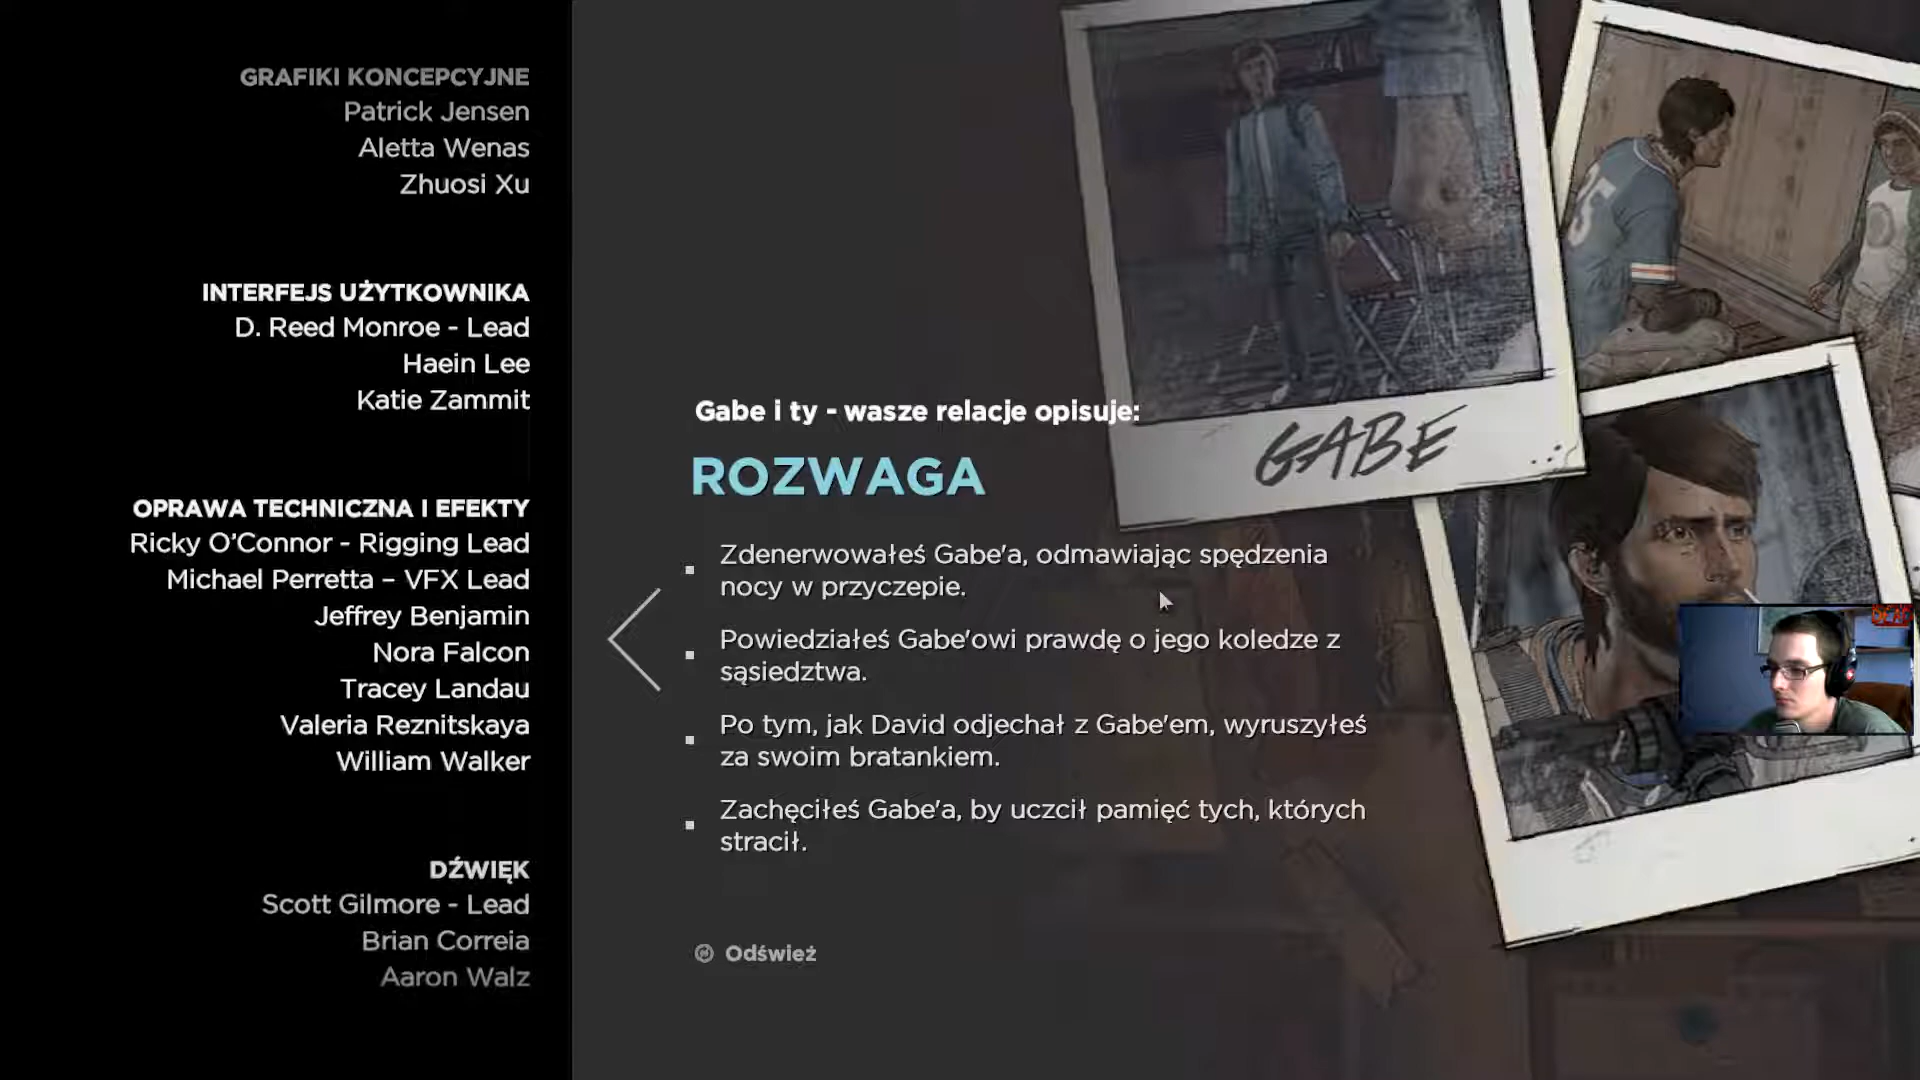 GRAFIKI KONCEPCYJNE
Patrick Jensen
Aletta Wenas
Zhuosi Xu
INTERFEJS UŻYTKOWNIKA
D. Reed Monroe - Lead
Haein Lee
Katie Zammit
OPRAWA TECHNICZNA I EFEKTY
Ricky O’Connor - Rigging Lead
Michael Perretta – VFX Lead
Jeffrey Benjamin
Nora Falcon
Tracey Landau
Valeria Reznitskaya
William Walker
DŹWIĘK
Scott Gilmore - Lead
Brian Correia
Aaron Walz
Gabe i ty - wasze relacje opisuje:
ROZWAGA
Zdenerwowałeś Gabe'a, odmawiając spędzenia
nocy w przyczepie.
Powiedziałeś Gabe'owi prawdę o jego koledze z
sąsiedztwa.
Po tym, jak David odjechał z Gabe'em, wyruszyłeś
za swoim bratankiem.
Zachęciłeś Gabe'a, by uczcił pamięć tych, których
stracił.
Odśwież
GABE